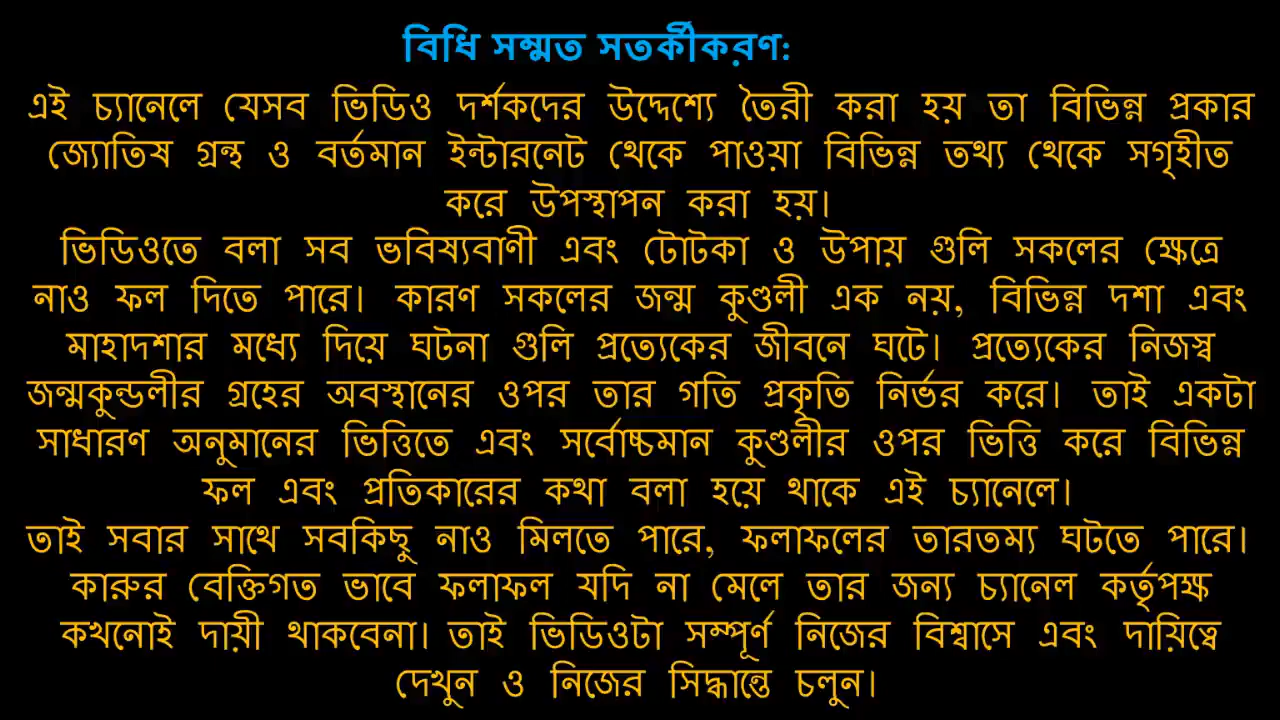 বিধি সম্মত সতর্কীকরণ:
এই চ্যানেলে যেসব ভিডিও দর্শকদের উদ্দেশ্যে তৈরী করা হয় তা বিভিন্ন প্রকার
জ্যোতিষ গ্রন্থ ও বর্তমান ইন্টারনেট থেকে পাওয়া বিভিন্ন তথ্য থেকে সগৃহীত
করে উপস্থাপন করা হয়।
ভিডিওতে বলা সব ভবিষ্যবাণী এবং টোটকা ও উপায় গুলি সকলের ক্ষেত্রে
নাও ফল দিতে পারে। কারণ সকলের জন্ম কুণ্ডলী এক নয়, বিভিন্ন দশা এবং
মাহাদশার মধ্যে দিয়ে ঘটনা গুলি প্রত্যেকের জীবনে ঘটে। প্রত্যেকের নিজস্ব
জন্মকুন্ডলীর গ্রহের অবস্থানের ওপর তার গতি প্রকৃতি নির্ভর করে। তাই একটা
সাধারণ অনুমানের ভিত্তিতে এবং সর্বোচ্চমান কুণ্ডলীর ওপর ভিত্তি করে বিভিন্ন
ফল এবং প্রতিকারের কথা বলা হয়ে থাকে এই চ্যানেলে।
তাই সবার সাথে সবকিছু নাও মিলতে পারে, ফলাফলের তারতম্য ঘটতে পারে।
কারুর বেক্তিগত ভাবে ফলাফল যদি না মেলে তার জন্য চ্যানেল কর্তৃপক্ষ
কখনোই দায়ী থাকবেনা। তাই ভিডিওটা সম্পূর্ণ নিজের বিশ্বাসে এবং দায়িত্বে
দেখুন ও নিজের সিদ্ধান্তে চলুন।